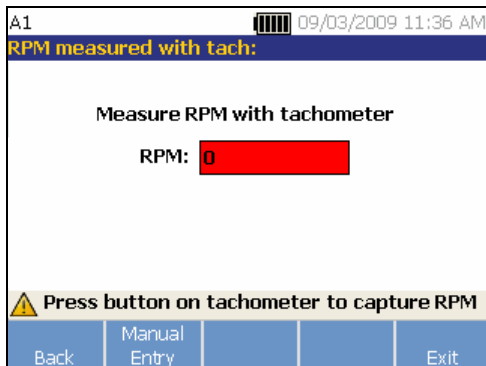 A1 09/03/2009 11:36 AM
RPM measured with tach:
Measure RPM with tachometer
RPM: 0
Press button on tachometer to capture RPM
Manual
Back Entry Exit